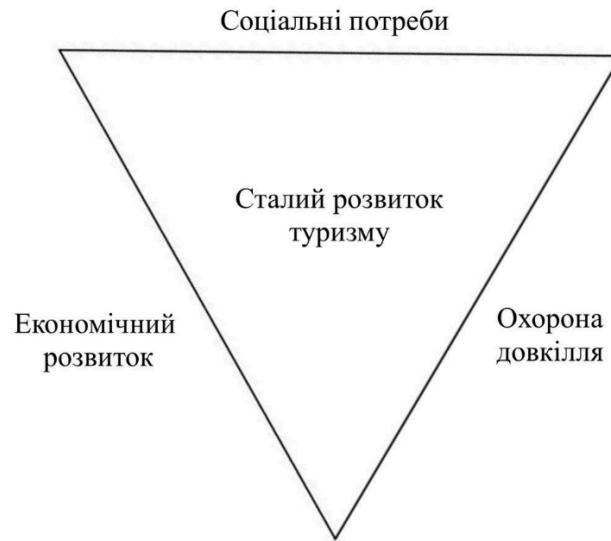 Соціальні потреби
Сталий розвиток
туризму
Економічний
розвиток
Охорона
довкілля